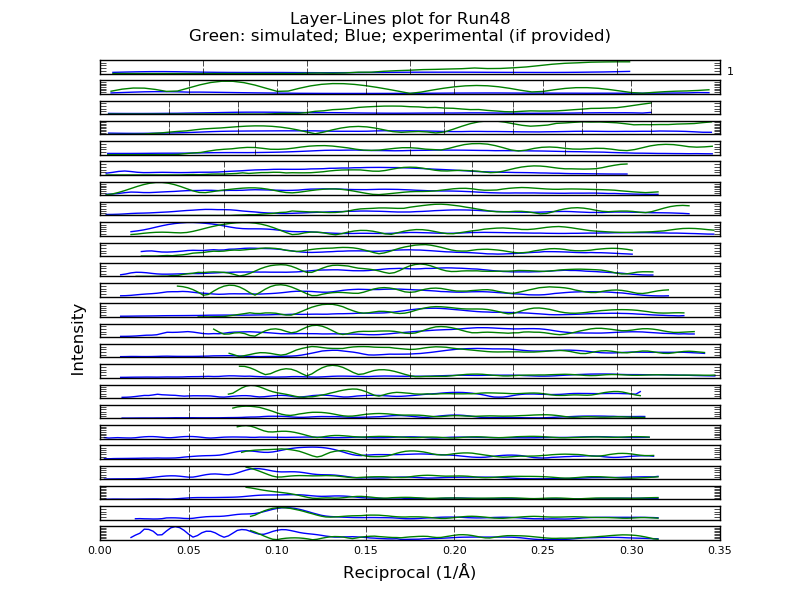 Layer-Lines plot for Run48
Green: simulated; Blue; experimental (if provided)
1
Intensity
0.00 0.05 0.10 0.15 0.20 0.25 0.30 0.35
Reciprocal (1/Å)